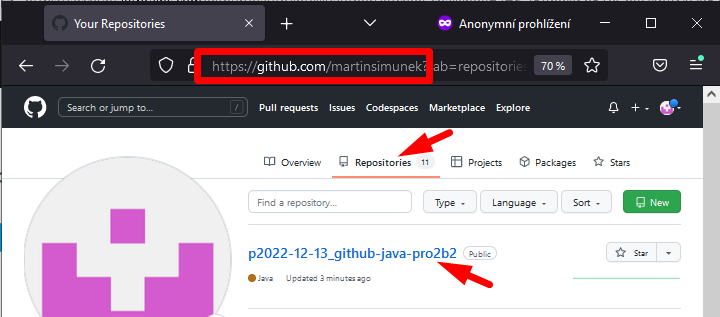 Your Repositories
Anonymní prohlížení
https://github.com/martinsimunek?tab=repositories
70 %
Search or jump to...
/
Pull requests Issues Codespaces Marketplace Explore
Overview Repositories 11 Projects Packages Stars
Find a repository... Type Language Sort New
p2022-12-13_github-java-pro2b2 Public
Star
Java Updated 3 minutes ago